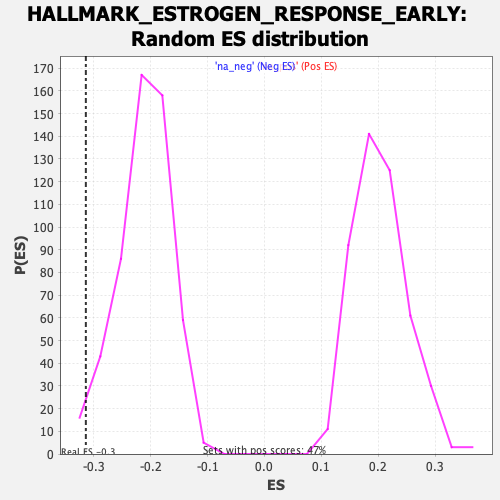 HALLMARK_ESTROGEN_RESPONSE_EARLY:
Random ES distribution
'na_neg' (Neg ES)' (Pos ES)
170
160
150
140
130
120
110
100
90
80
70
60
50
40
30
20
10
0
P(ES)
Real ES -0.3
Sets with pos scores: 47%
-0.3 -0.2 -0.1 0.0 0.1 0.2 0.3
ES